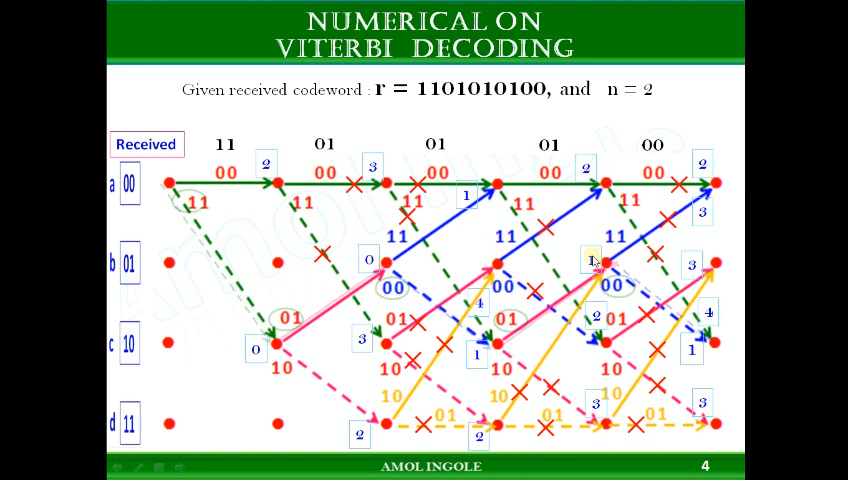 NUMERICAL ON
VITERBI DECODING
Given received codeword : r = 1101010100, and n = 2
Received 11 01 01 01 00
2 3 2 2
a 00 00 00 00 00 00
1
11 11 11 11 11 3
11 11 11
b 01 0 1 3
00 00 00
4 2 4
01 01 01 01
c 10 0 3 1 1
10 10 10 10
10 10 10
01 01 01
3 3
d 11 2 2
AMOL INGOLE 4